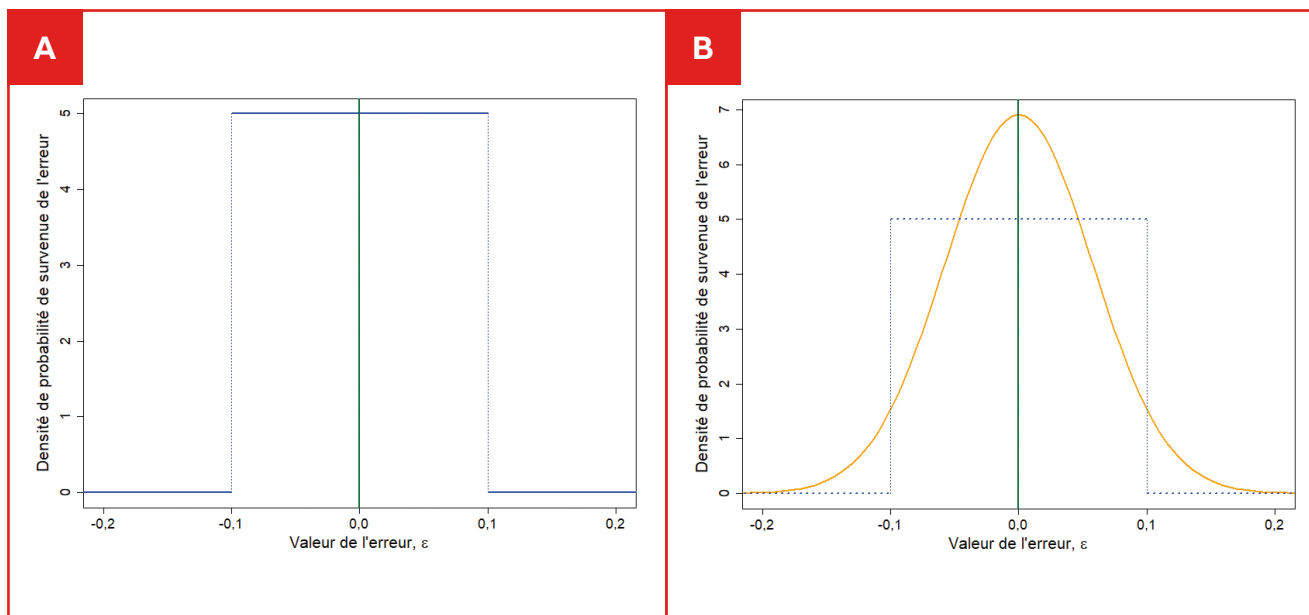 A
Densité de probabilité de survenue de l'erreur
5
4
3
2
1
0
-0,2 -0,1 0,0 0,1 0,2
Valeur de l'erreur, ε
B
Densité de probabilité de survenue de l'erreur
7
6
5
4
3
2
1
0
-0,2 -0,1 0,0 0,1 0,2
Valeur de l'erreur, ε